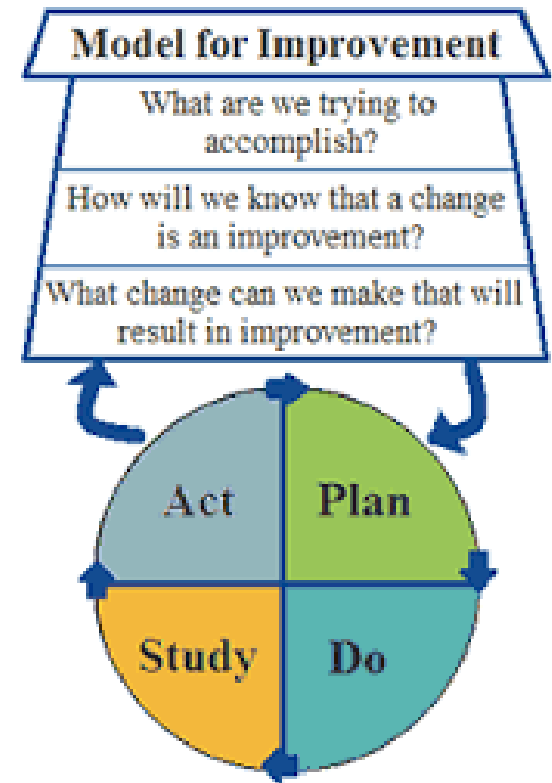 Model for Improvement
What are we trying to
accomplish?
How will we know that a change
is an improvement?
What change can we make that will
result in improvement?
Act
Plan
Study
Do